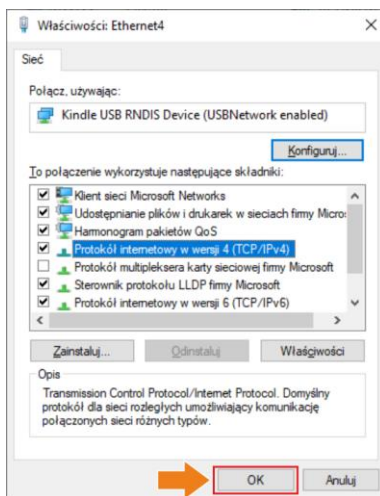 Właściwości: Ethernet4
Sieć
Połącz, używając:
Kindle USB RNDIS Device (USBNetwork enabled)
Konfiguruj...
To połączenie wykorzystuje następujące składniki:
Klient sieci Microsoft Networks
Udostępnianie plików i drukarek w sieciach firmy Micro:
Harmonogram pakietów QoS
Protokół internetowy w wersji 4 (TCP/IPv4)
Protokół multipleksera karty sieciowej firmy Microsoft
Sterownik protokołu LLDP firmy Microsoft
Protokół internetowy w wersji 6 (TCP/IPv6)
Zainstaluj...
Odinstaluj
Właściwości
Opis
Transmission Control Protocol/Internet Protocol. Domyślny
protokół dla sieci rozległych umożliwiający komunikację
połączonych sieci różnych typów.
OK
Anuluj